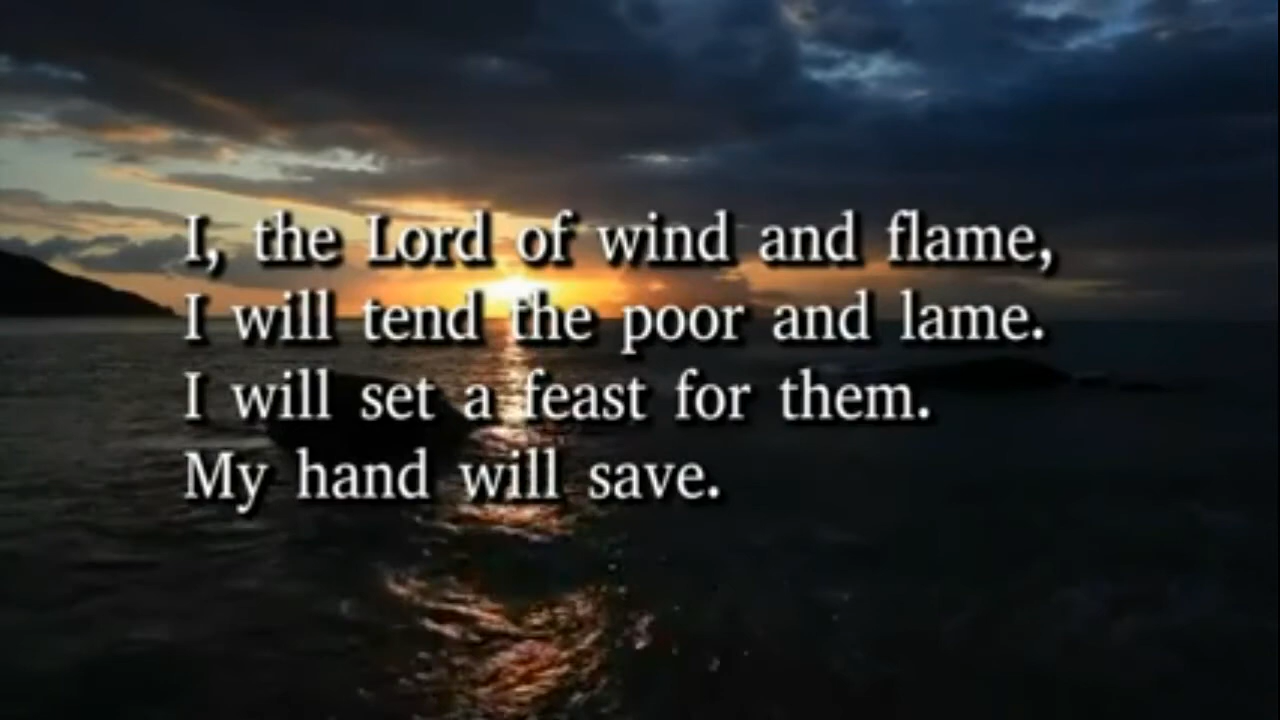 I, the Lord of wind and flame,
I will tend the poor and lame.
I will set a feast for them.
My hand will save.